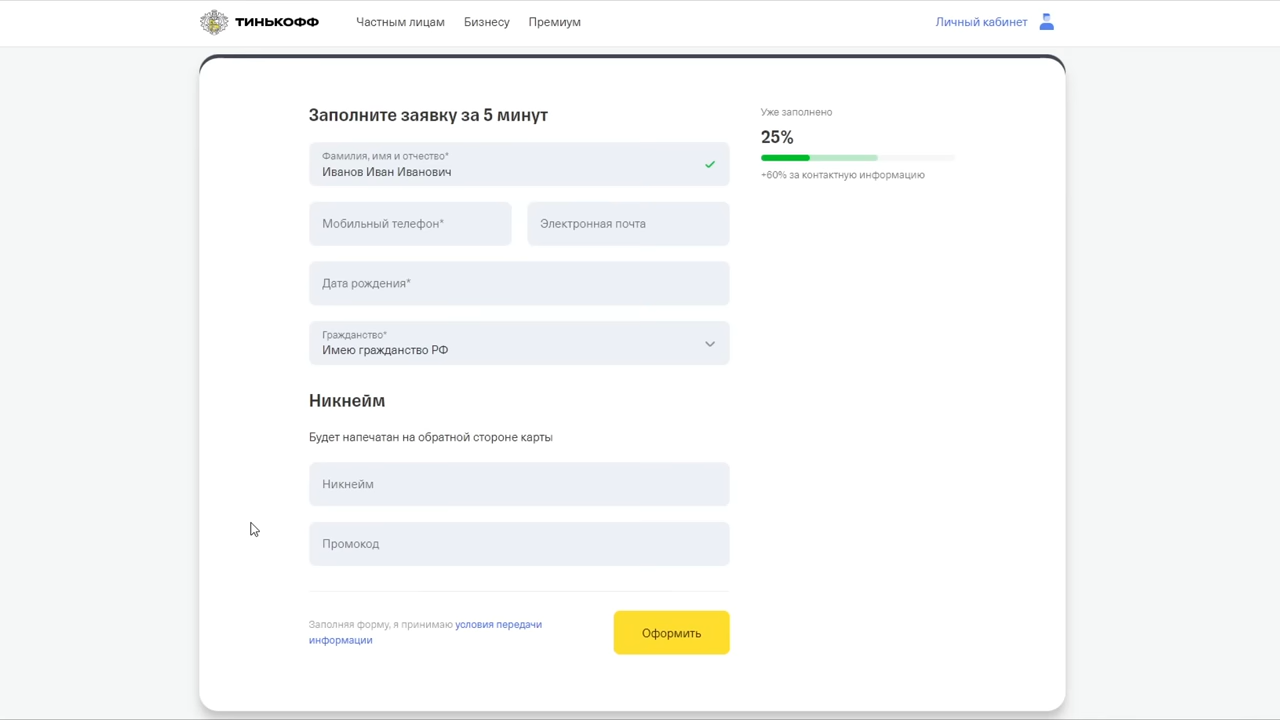 ТИНЬКОФФ
Частным лицам Бизнесу Премиум
Личный кабинет
Заполните заявку за 5 минут
Фамилия, имя и отчество*
Иванов Иван Иванович
Мобильный телефон* Электронная почта
Дата рождения*
Гражданство*
Имею гражданство РФ
Никнейм
Будет напечатан на обратной стороне карты
Никнейм
Промокод
Заполняя форму, я принимаю условия передачи
информации
Оформить
Уже заполнено
25%
+60% за контактную информацию